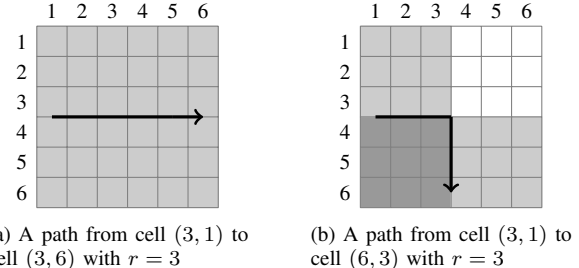 1 2 3 4 5 6
1
2
3
4
5
6
1 2 3 4 5 6
1
2
3
4
5
6
a) A path from cell (3, 1) to
ell (3, 6) with r = 3
(b) A path from cell (3, 1) to
cell (6, 3) with r = 3